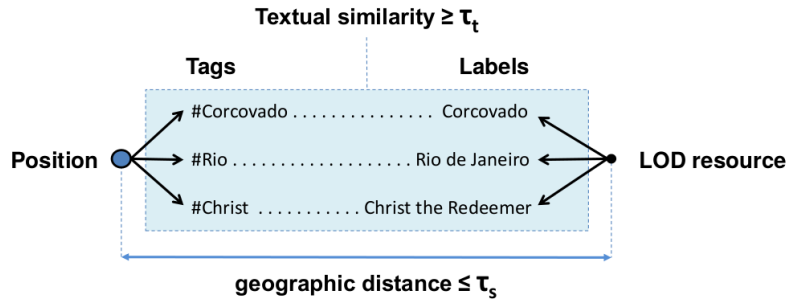 Textual similarity ≥ τt
Tags Labels
#Corcovado . . . . . . . . . . . . . . . Corcovado
Position #Rio . . . . . . . . . . . . . . . . . . . Rio de Janeiro LOD resource
#Christ . . . . . . . . . . . Christ the Redeemer
geographic distance ≤ τs